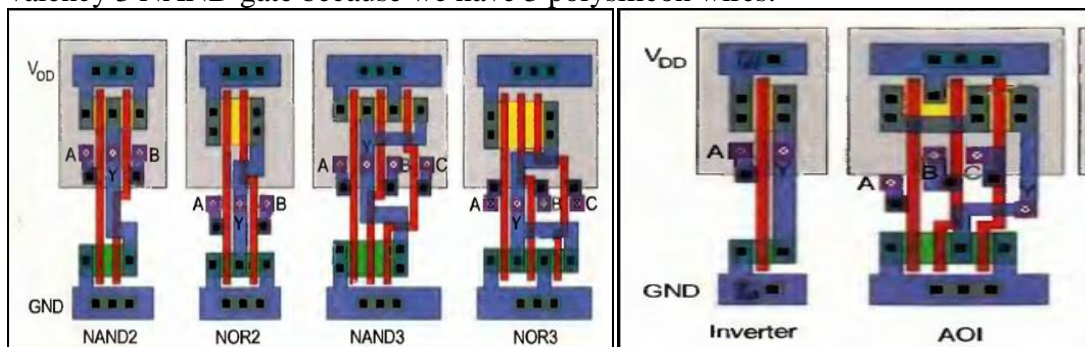 valency 3 NAND gate because we have 3 polysilicon wires.
VDD
A B
Y
A B
Y
A Y B C
A B C
Y
GND
NAND2 NOR2 NAND3 NOR3
VDD
A
Y
B C
A
Y
GND
Inverter AOI